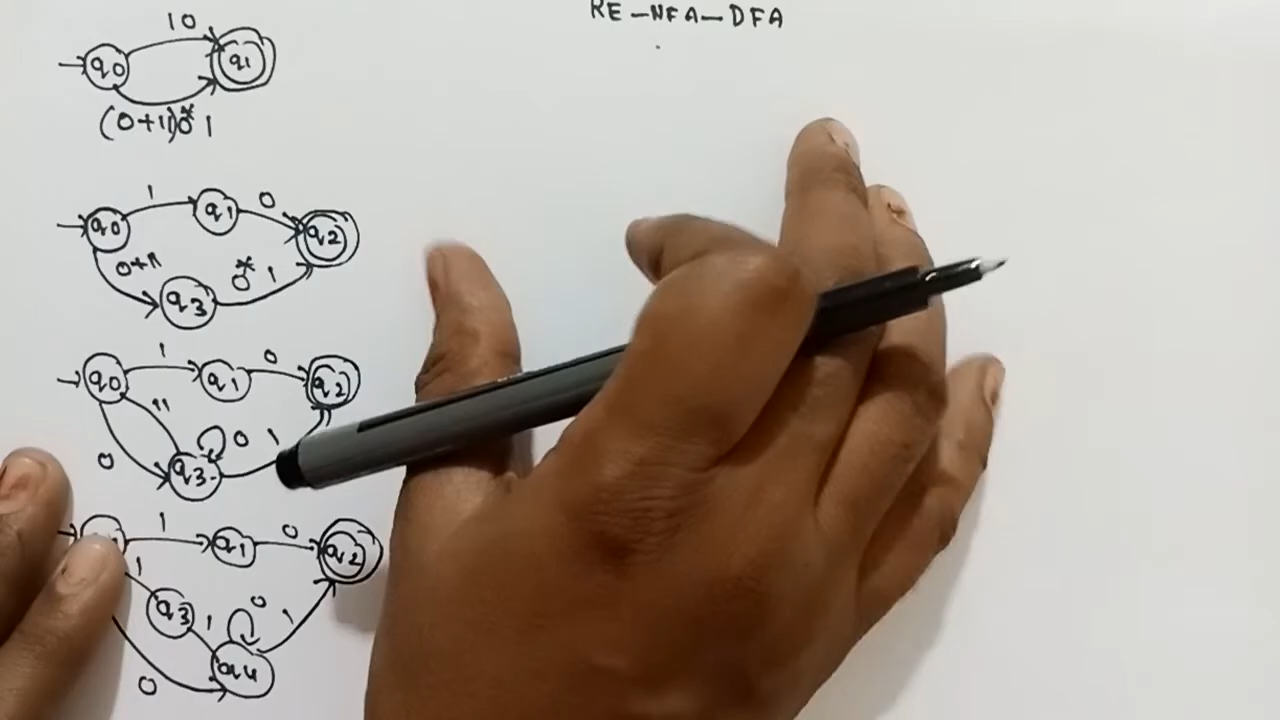 RE-NFA-DFA
10
q0 q1
(0+11)0* 1
1 0
q0 q1 q2
0+11 0* 1
q3
1 0
q0 q1 q2
11 0 1
0
q3
1 0
q1 q2
1
q3 1 0 1
q4
0